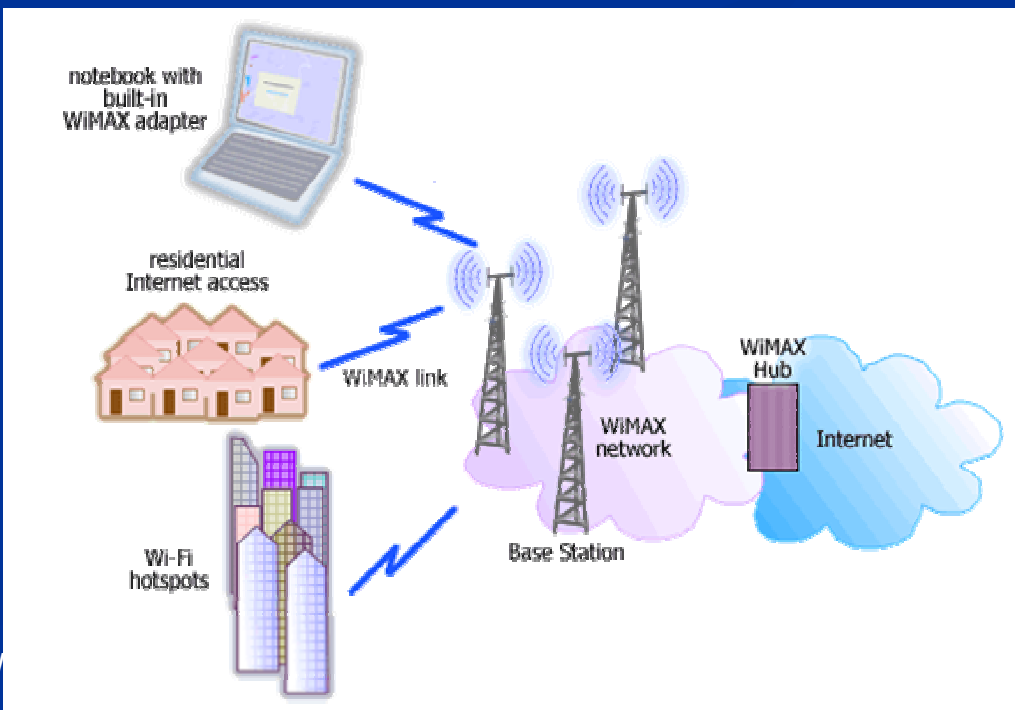 notebook with
built-in
WiMAX adapter
residential
Internet access
WiMAX link
WiMAX
Hub
WiMAX
network
Internet
Base Station
Wi-Fi
hotspots